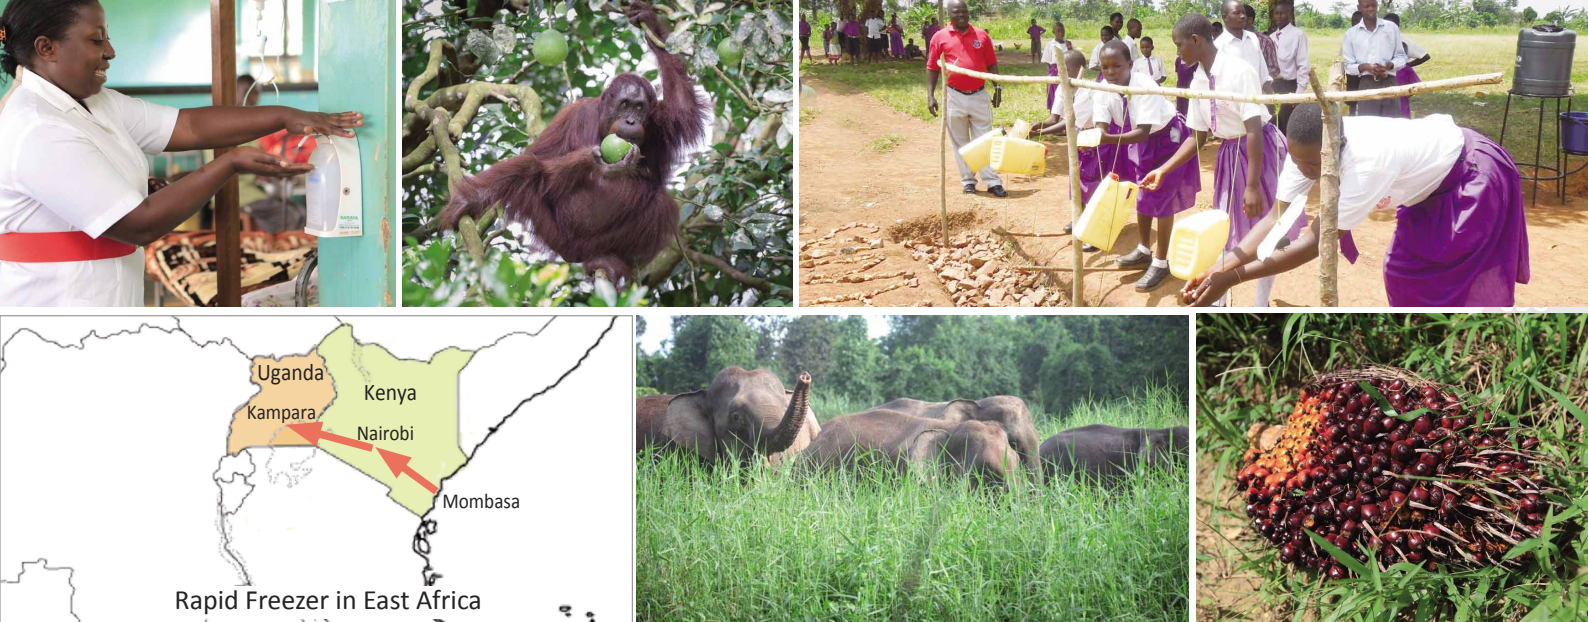 Uganda
Kenya
Kampara
Nairobi
Mombasa
Rapid Freezer in East Africa